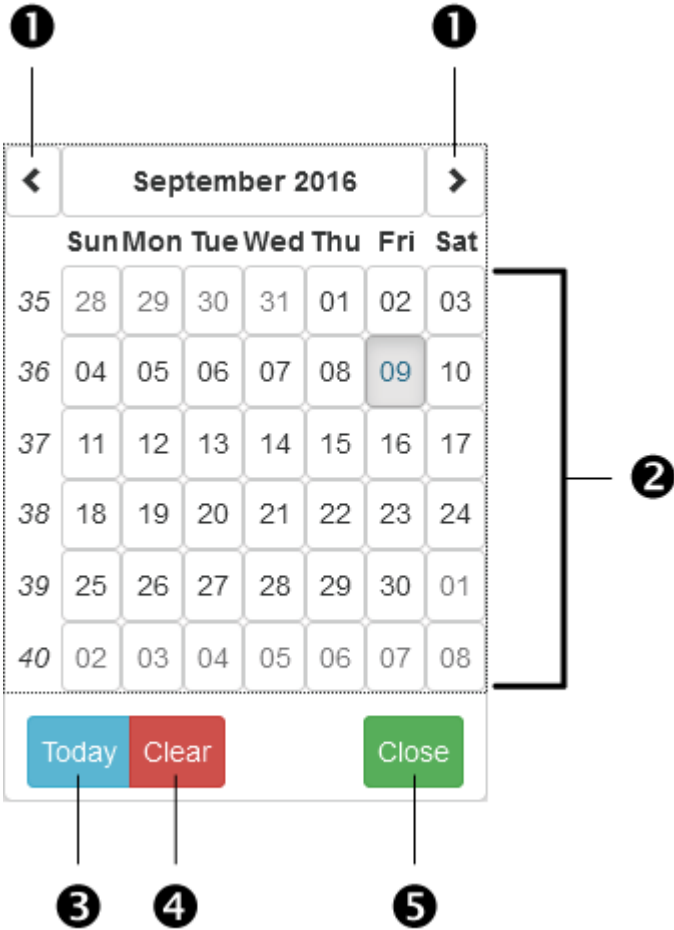 ❶ ❶
September 2016
Sun Mon Tue Wed Thu Fri Sat
35 28 29 30 31 01 02 03
36 04 05 06 07 08 09 10
37 11 12 13 14 15 16 17
❷
38 18 19 20 21 22 23 24
39 25 26 27 28 29 30 01
40 02 03 04 05 06 07 08
Today Clear Close
❸ ❹ ❺